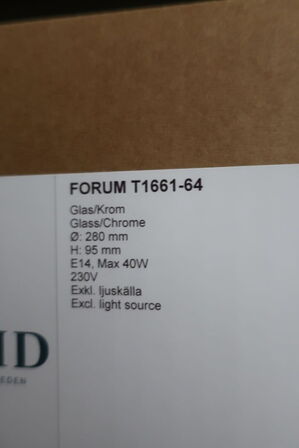 FORUM T1661-64
Glas/Krom
Glass/Chrome
Ø: 280 mm
H: 95 mm
E14, Max 40W
230V
Exkl. ljuskälla
Excl. light source